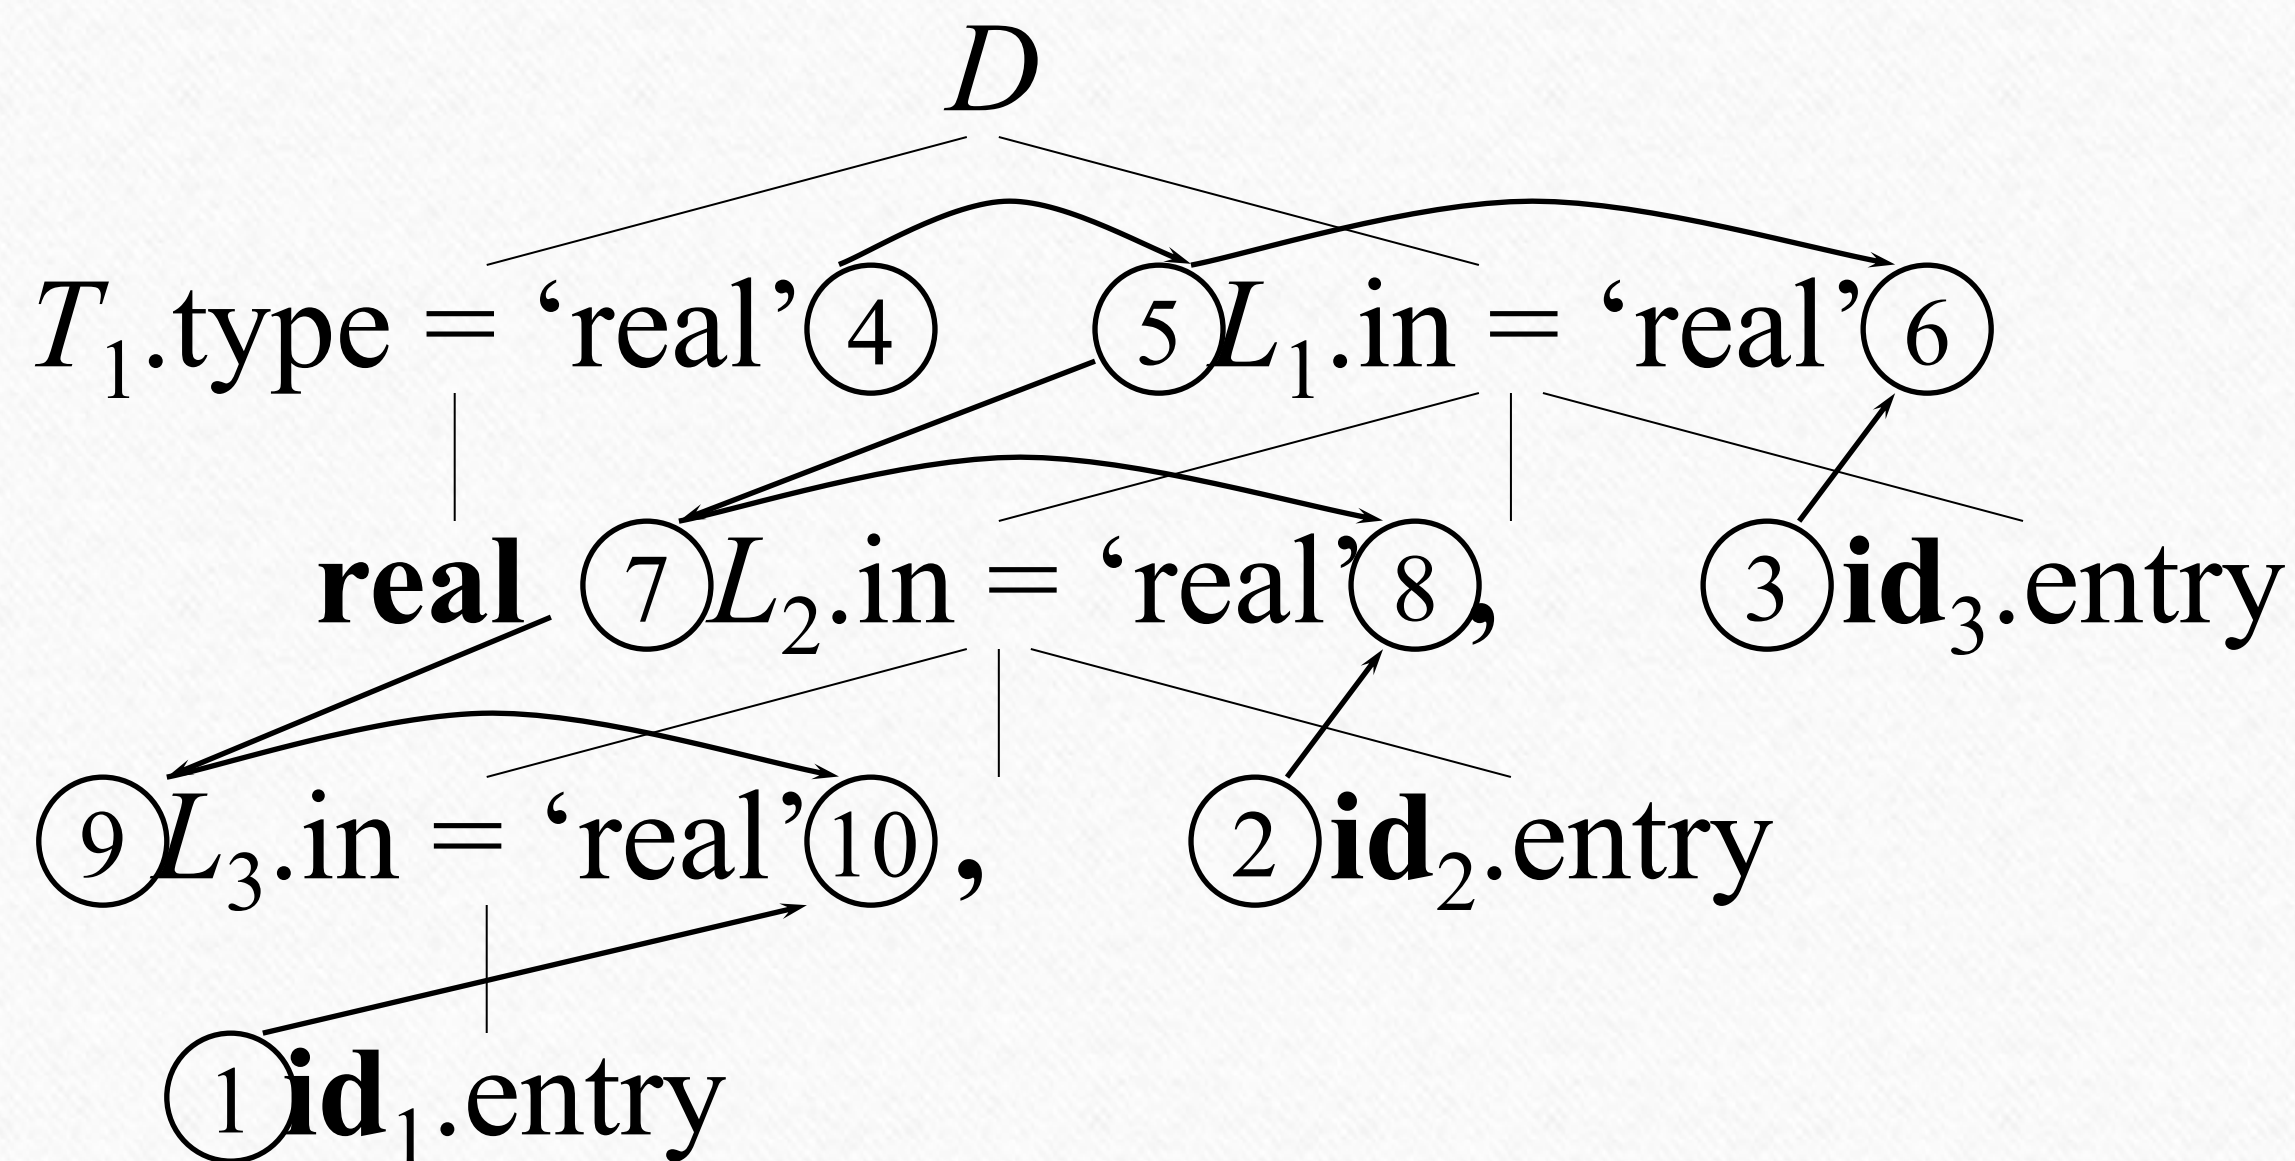 D
T₁.type = ‘real’ 4 5 L₁.in = ‘real’ 6
real 7 L₂.in = ‘real’ 8 , 3 id₃.entry
9 L₃.in = ‘real’ 10 , 2 id₂.entry
1 id₁.entry